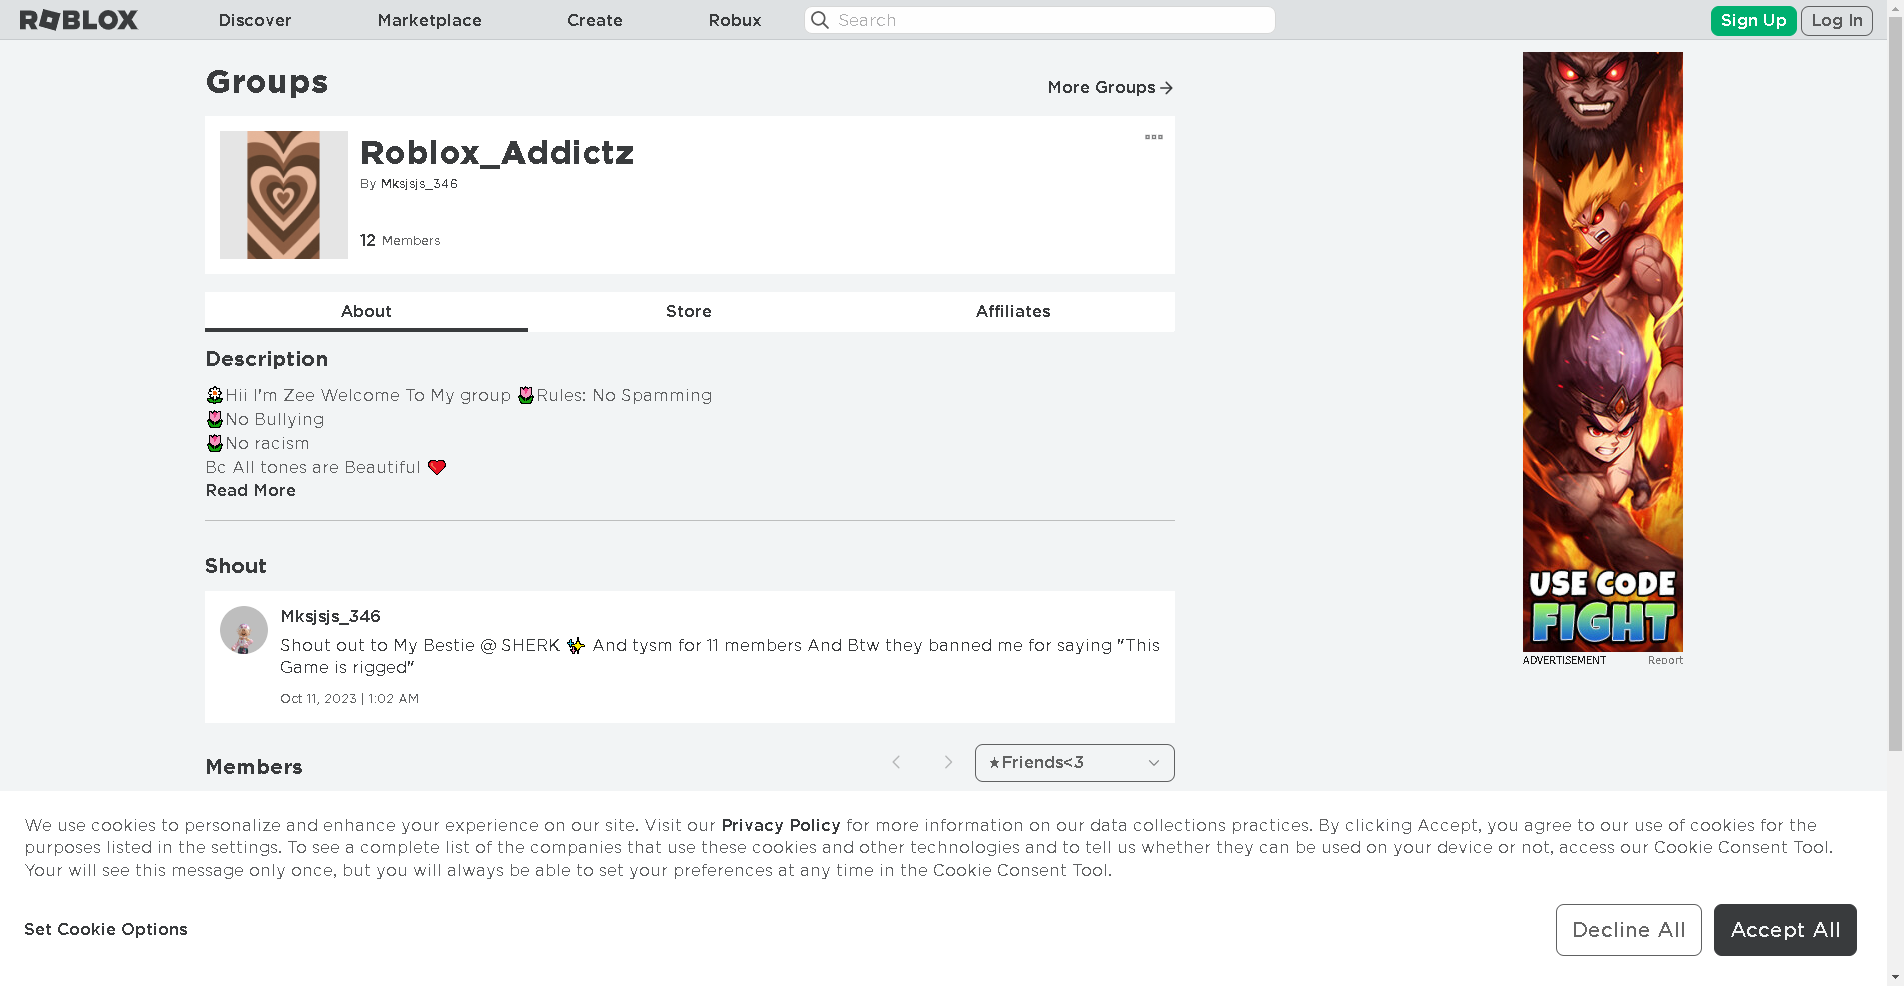 ROBLOX
Discover
Marketplace
Create
Robux
Search
Sign Up
Log In
Groups
More Groups
Roblox_Addictz
By Mksjsjs_346
12 Members
About
Store
Affiliates
Description
🌼Hii I'm Zee Welcome To My group 🌷Rules: No Spamming
🌷No Bullying
🌷No racism
Bc All tones are Beautiful ❤️
Read More
Shout
Mksjsjs_346
Shout out to My Bestie @ SHERK ✨ And tysm for 11 members And Btw they banned me for saying "This
Game is rigged"
Oct 11, 2023 | 1:02 AM
Members
★Friends<3
USE CODE
FIGHT
ADVERTISEMENT
Report
We use cookies to personalize and enhance your experience on our site. Visit our Privacy Policy for more information on our data collections practices. By clicking Accept, you agree to our use of cookies for the
purposes listed in the settings. To see a complete list of the companies that use these cookies and other technologies and to tell us whether they can be used on your device or not, access our Cookie Consent Tool.
Your will see this message only once, but you will always be able to set your preferences at any time in the Cookie Consent Tool.
Set Cookie Options
Decline All
Accept All